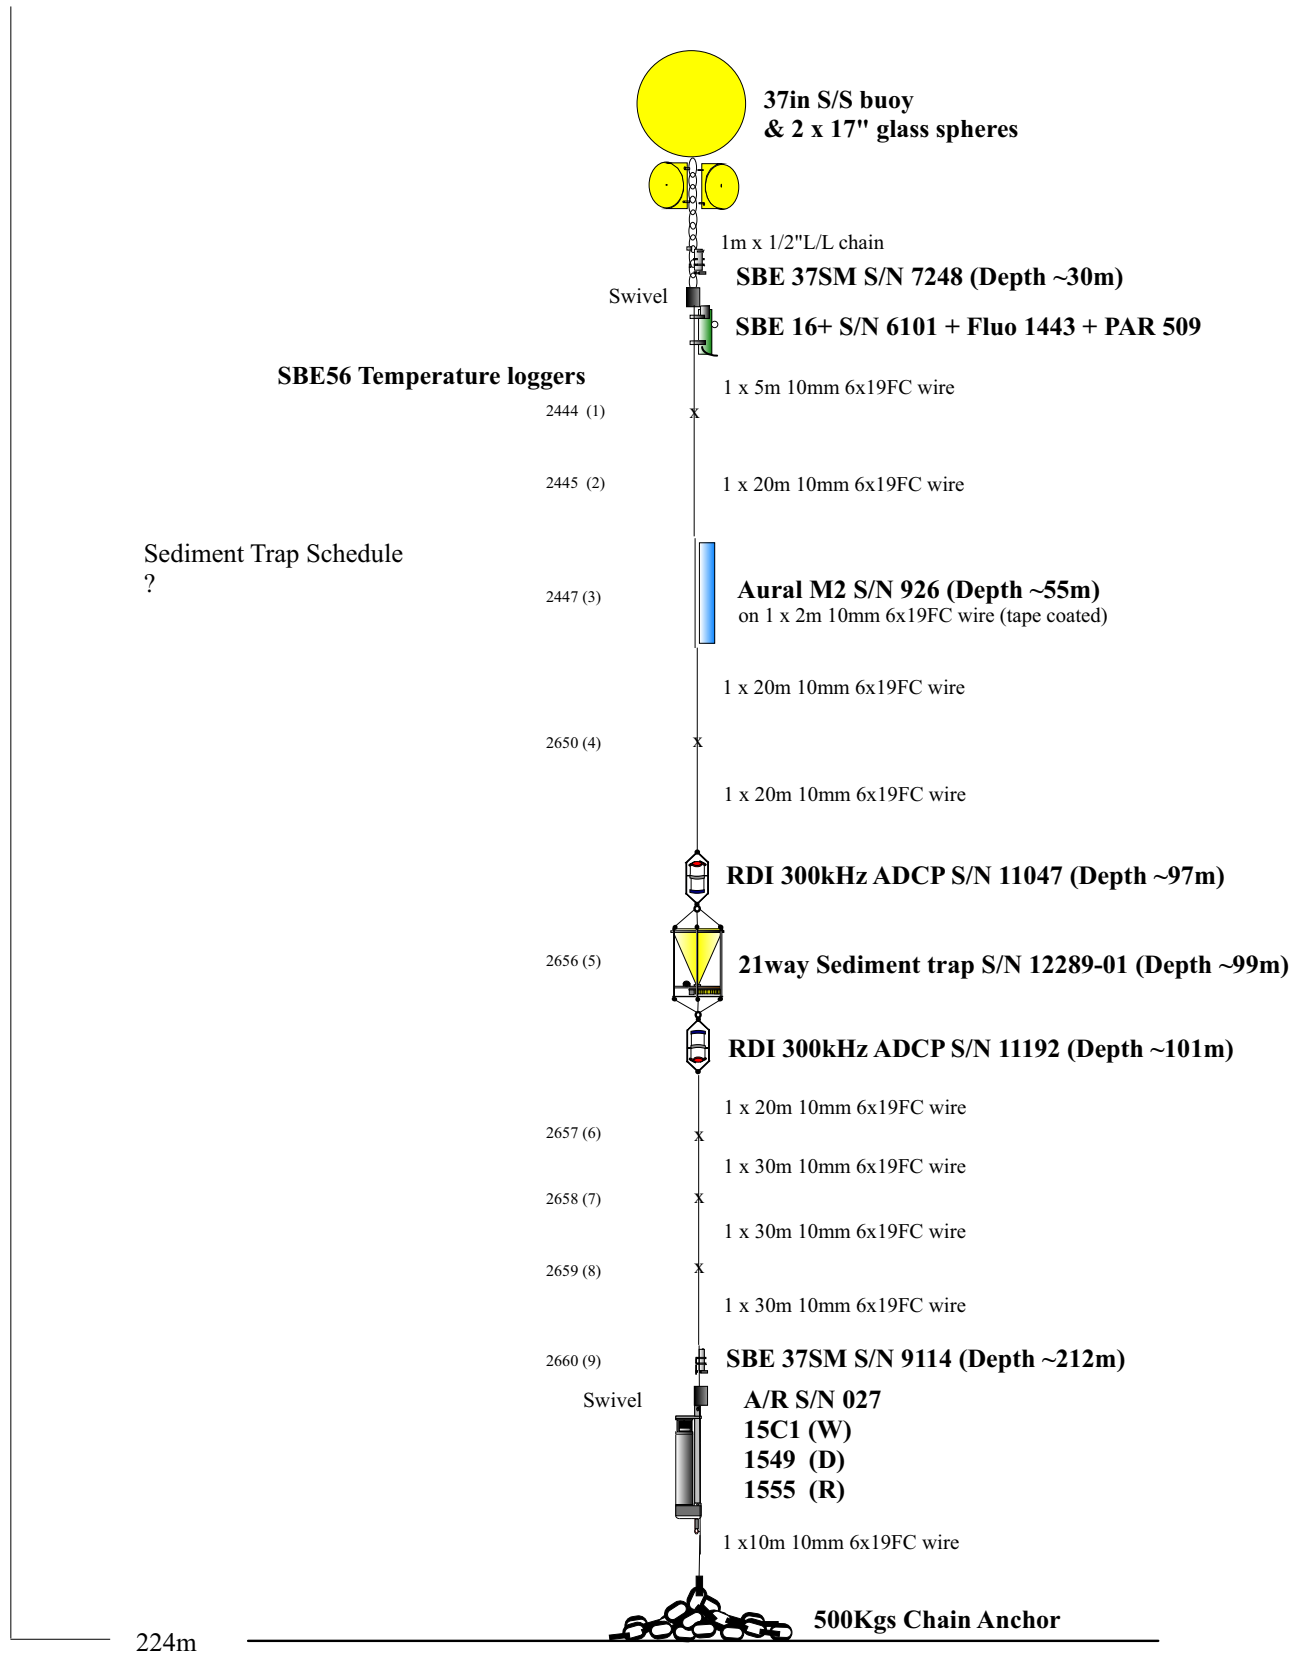 37in S/S buoy
& 2 x 17" glass spheres
1m x 1/2"L/L chain
SBE 37SM S/N 7248 (Depth ~30m)
Swivel
SBE 16+ S/N 6101 + Fluo 1443 + PAR 509
SBE56 Temperature loggers
1 x 5m 10mm 6x19FC wire
2444 (1)
x
2445 (2)
1 x 20m 10mm 6x19FC wire
Sediment Trap Schedule
?
2447 (3)
Aural M2 S/N 926 (Depth ~55m)
on 1 x 2m 10mm 6x19FC wire (tape coated)
1 x 20m 10mm 6x19FC wire
2650 (4)
x
1 x 20m 10mm 6x19FC wire
RDI 300kHz ADCP S/N 11047 (Depth ~97m)
2656 (5)
21way Sediment trap S/N 12289-01 (Depth ~99m)
RDI 300kHz ADCP S/N 11192 (Depth ~101m)
1 x 20m 10mm 6x19FC wire
2657 (6)
x
1 x 30m 10mm 6x19FC wire
2658 (7)
x
1 x 30m 10mm 6x19FC wire
2659 (8)
x
1 x 30m 10mm 6x19FC wire
2660 (9)
SBE 37SM S/N 9114 (Depth ~212m)
Swivel
A/R S/N 027
15C1 (W)
1549 (D)
1555 (R)
1 x10m 10mm 6x19FC wire
500Kgs Chain Anchor
224m